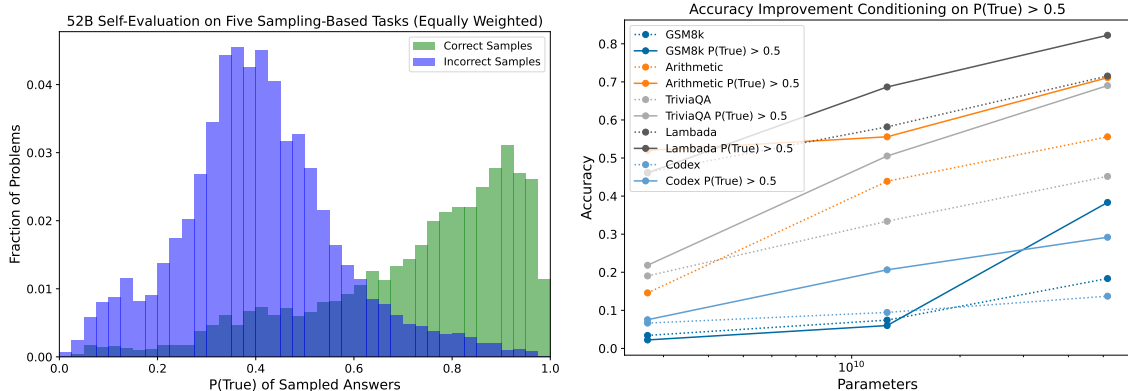 52B Self-Evaluation on Five Sampling-Based Tasks (Equally Weighted)
Correct Samples
Incorrect Samples
Fraction of Problems
0.04
0.03
0.02
0.01
0.00
0.0 0.2 0.4 0.6 0.8 1.0
P(True) of Sampled Answers
Accuracy Improvement Conditioning on P(True) > 0.5
GSM8k
GSM8k P(True) > 0.5
Arithmetic
Arithmetic P(True) > 0.5
TriviaQA
TriviaQA P(True) > 0.5
Lambada
Lambada P(True) > 0.5
Codex
Codex P(True) > 0.5
Accuracy
0.8
0.7
0.6
0.5
0.4
0.3
0.2
0.1
0.0
10¹⁰
Parameters